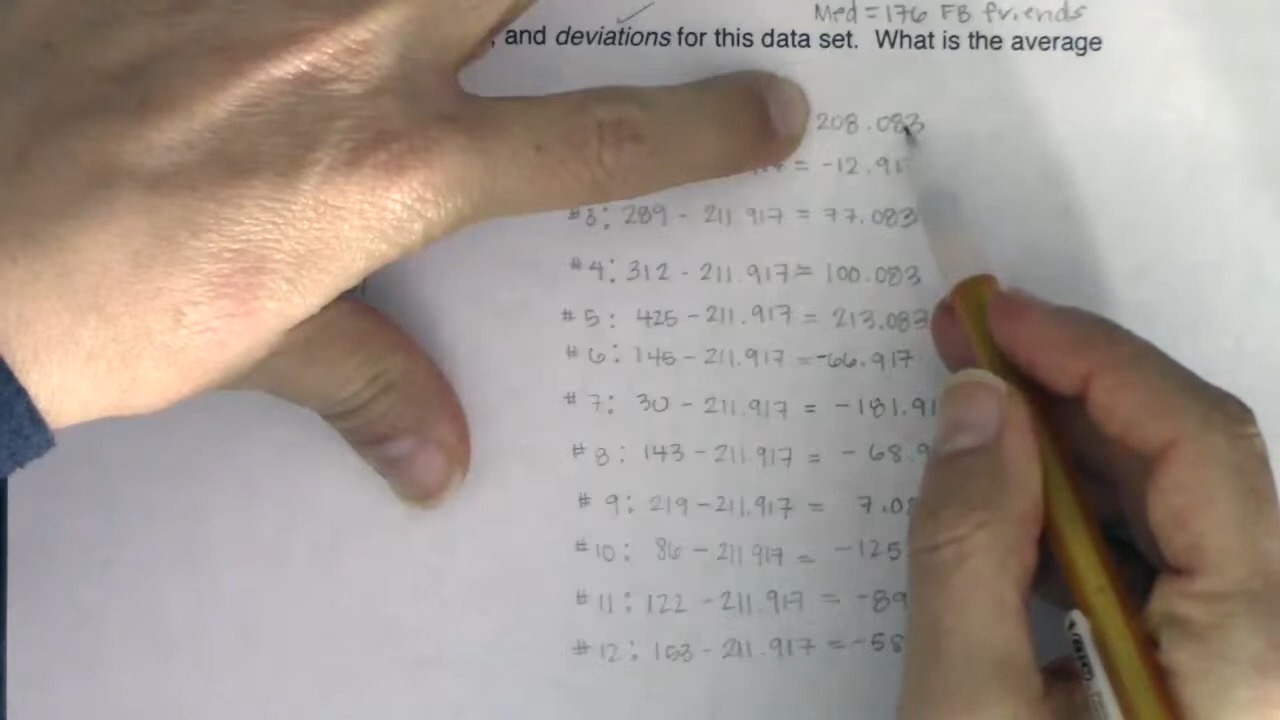 Med = 176 FB friends
, and deviations for this data set. What is the average
208.083
= -12.91
#3: 289 - 211.917 = 77.083
#4: 312 - 211.917 = 100.083
#5: 425 - 211.917 = 213.083
#6: 145 - 211.917 = -66.917
#7: 30 - 211.917 = -181.91
#8: 143 - 211.917 = -68.9
#9: 219 - 211.917 = 7.08
#10: 86 - 211.917 = -125
#11: 122 - 211.917 = -89
#12: 153 - 211.917 = -58